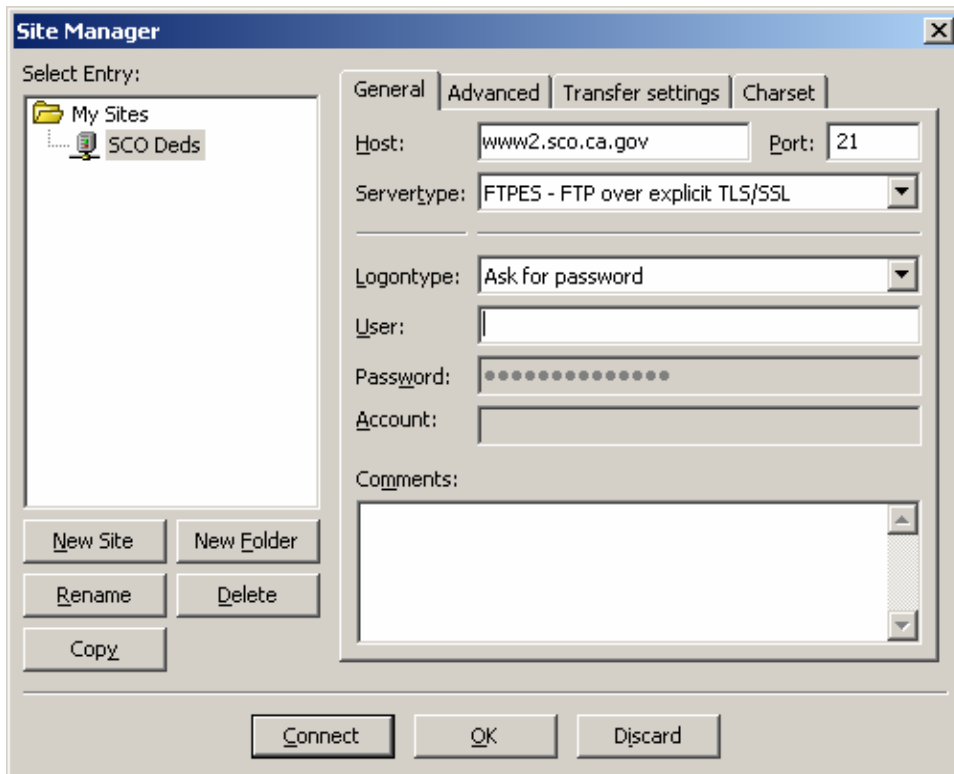 Site Manager
Select Entry:
My Sites
SCO Deds
New Site
New Folder
Rename
Delete
Copy
General
Advanced
Transfer settings
Charset
Host:
www2.sco.ca.gov
Port:
21
Servertype:
FTPES - FTP over explicit TLS/SSL
Logontype:
Ask for password
User:
Password:
●●●●●●●●●●●●●●
Account:
Comments:
Connect
OK
Discard